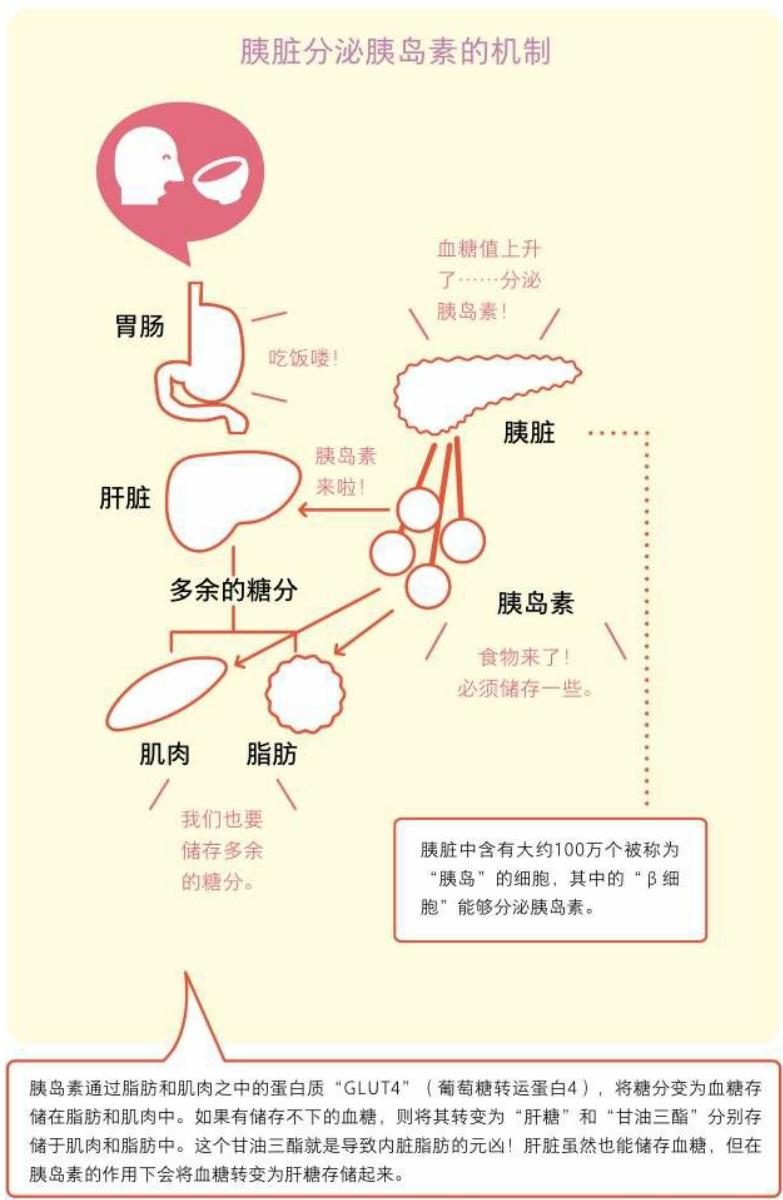 胰脏分泌胰岛素的机制
血糖值上升
了……分泌
胰岛素！
胃肠
吃饭喽！
胰脏
胰岛素
来啦！
肝脏
多余的糖分
胰岛素
食物来了！
必须储存一些。
肌肉
脂肪
我们也要
储存多余
的糖分。
胰脏中含有大约100万个被称为
“胰岛”的细胞，其中的“β细
胞”能够分泌胰岛素。
胰岛素通过脂肪和肌肉之中的蛋白质“GLUT4”（葡萄糖转运蛋白4），将糖分变为血糖存
储在脂肪和肌肉中。如果有储存不下的血糖，则将其转变为“肝糖”和“甘油三酯”分别存
储于肌肉和脂肪中。这个甘油三酯就是导致内脏脂肪的元凶！肝脏虽然也能储存血糖，但在
胰岛素的作用下会将血糖转变为肝糖存储起来。